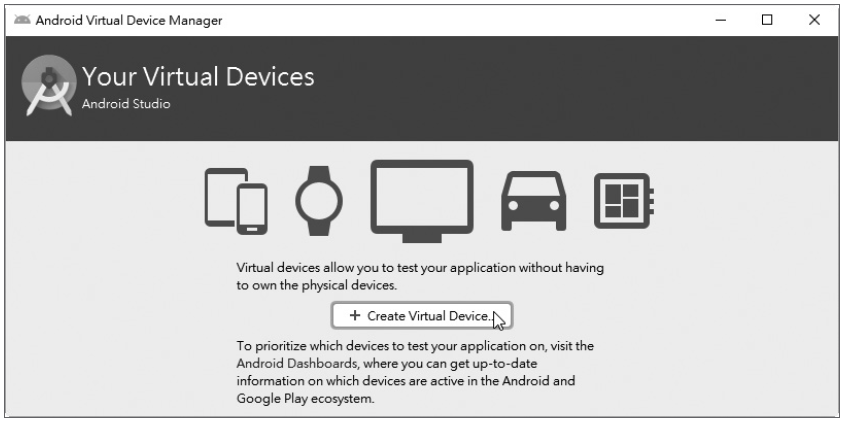 Android Virtual Device Manager
Your Virtual Devices
Android Studio
Virtual devices allow you to test your application without having
to own the physical devices.
+ Create Virtual Device...
To prioritize which devices to test your application on, visit the
Android Dashboards, where you can get up-to-date
information on which devices are active in the Android and
Google Play ecosystem.